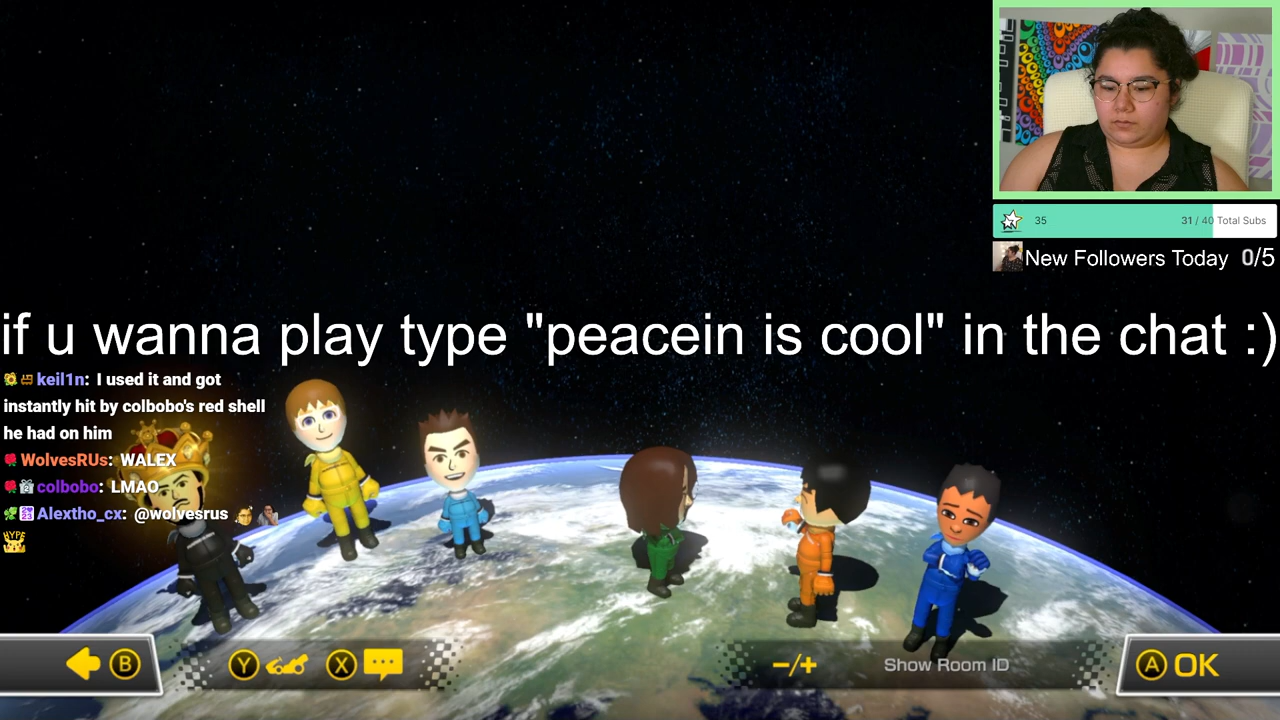 35 31 / 40 Total Subs
New Followers Today 0/5
if u wanna play type "peacein is cool" in the chat :)
keil1n: I used it and got
instantly hit by colbobo's red shell
he had on him
WolvesRUs: WALEX
colbobo: LMAO
Alextho_cx: @wolvesrus
HYPE
B Y X -/+ Show Room ID A OK